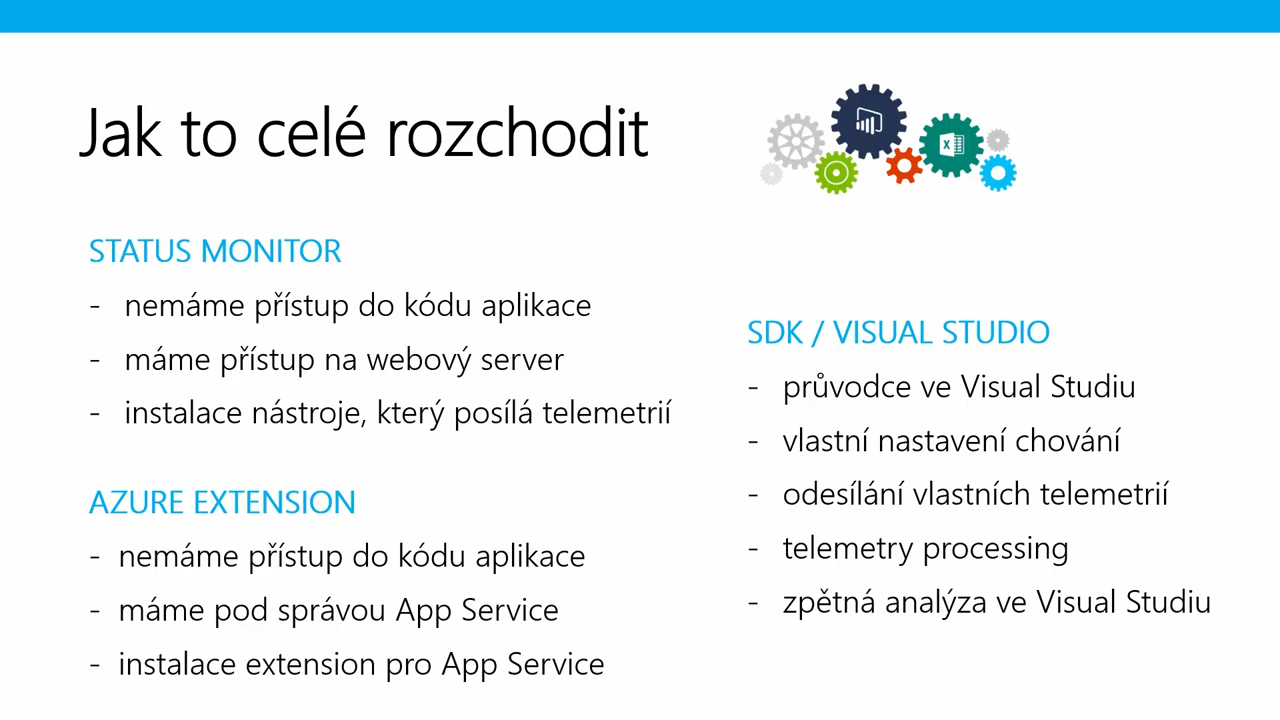 Jak to celé rozchodit
STATUS MONITOR
- nemáme přístup do kódu aplikace
- máme přístup na webový server
- instalace nástroje, který posílá telemetrií
AZURE EXTENSION
- nemáme přístup do kódu aplikace
- máme pod správou App Service
- instalace extension pro App Service
SDK / VISUAL STUDIO
- průvodce ve Visual Studiu
- vlastní nastavení chování
- odesílání vlastních telemetrií
- telemetry processing
- zpětná analýza ve Visual Studiu